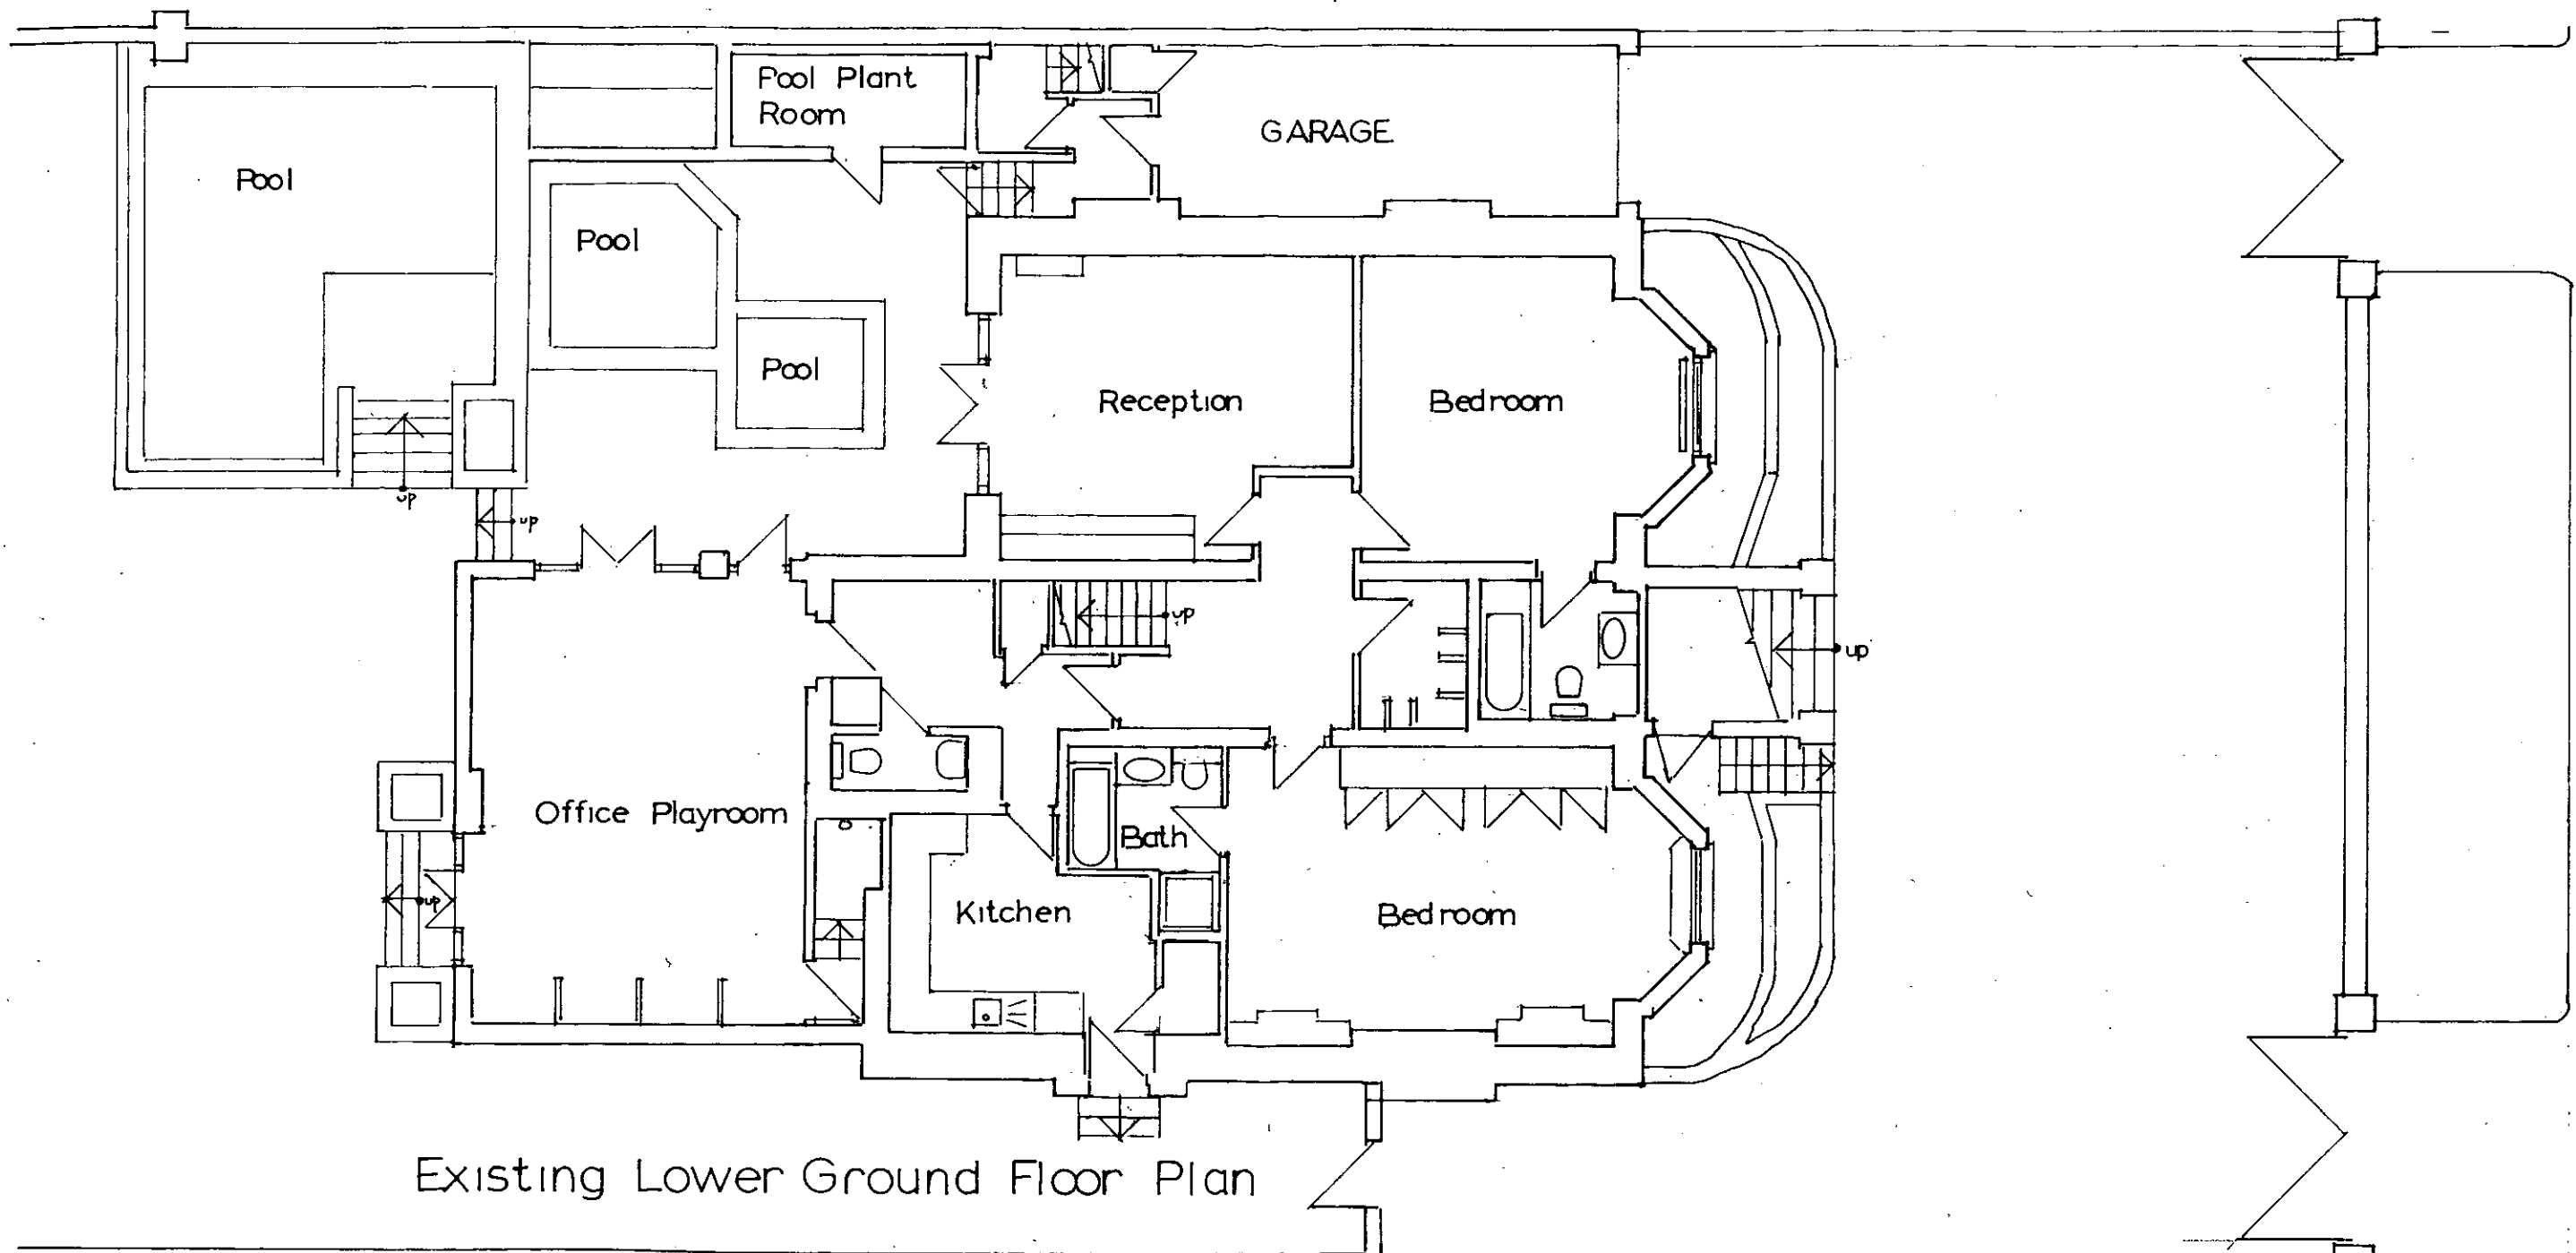 Pool Plant
Room
GARAGE
Pool
Pool
Pool
Reception
Bedroom
up
up
up
up
Office Playroom
Bath
up
Kitchen
Bedroom
Existing Lower Ground Floor Plan